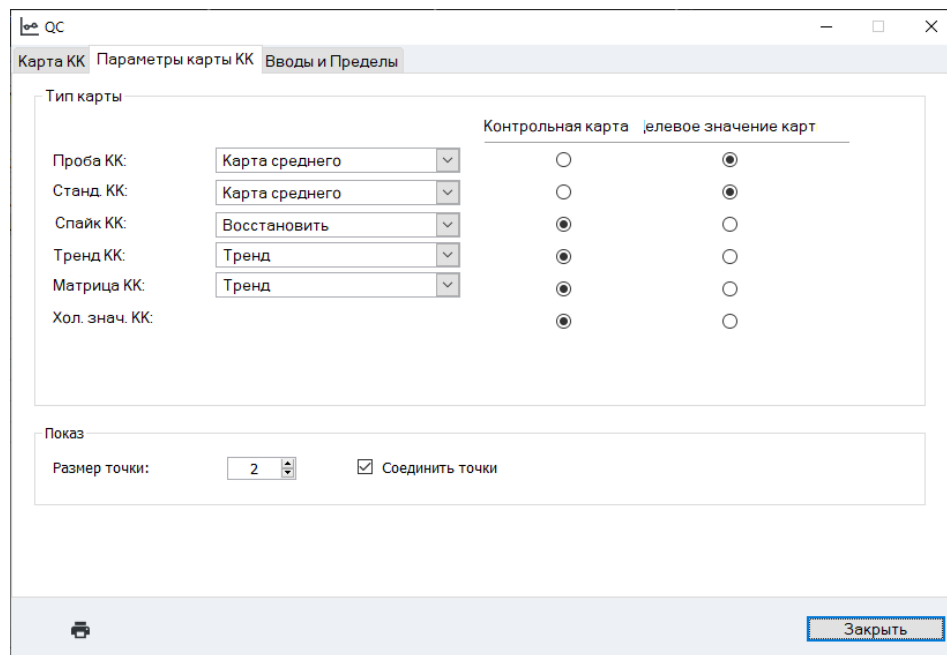 QC
Карта КК Параметры карты КК Вводы и Пределы
Тип карты
Контрольная карта целевое значение карт
Проба КК: Карта среднего
Станд. КК: Карта среднего
Спайк КК: Восстановить
Тренд КК: Тренд
Матрица КК: Тренд
Хол. знач. КК:
Показ
Размер точки: 2 Соединить точки
Закрыть